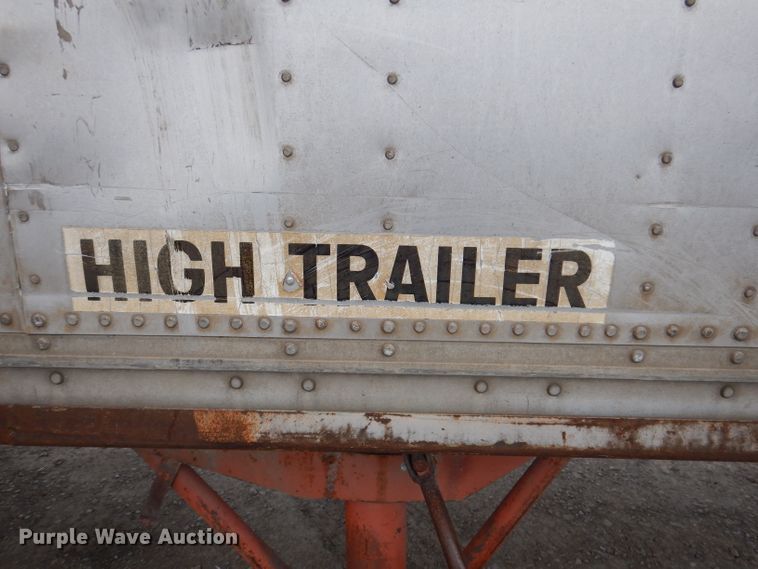 HIGH TRAILER
Purple Wave Auction